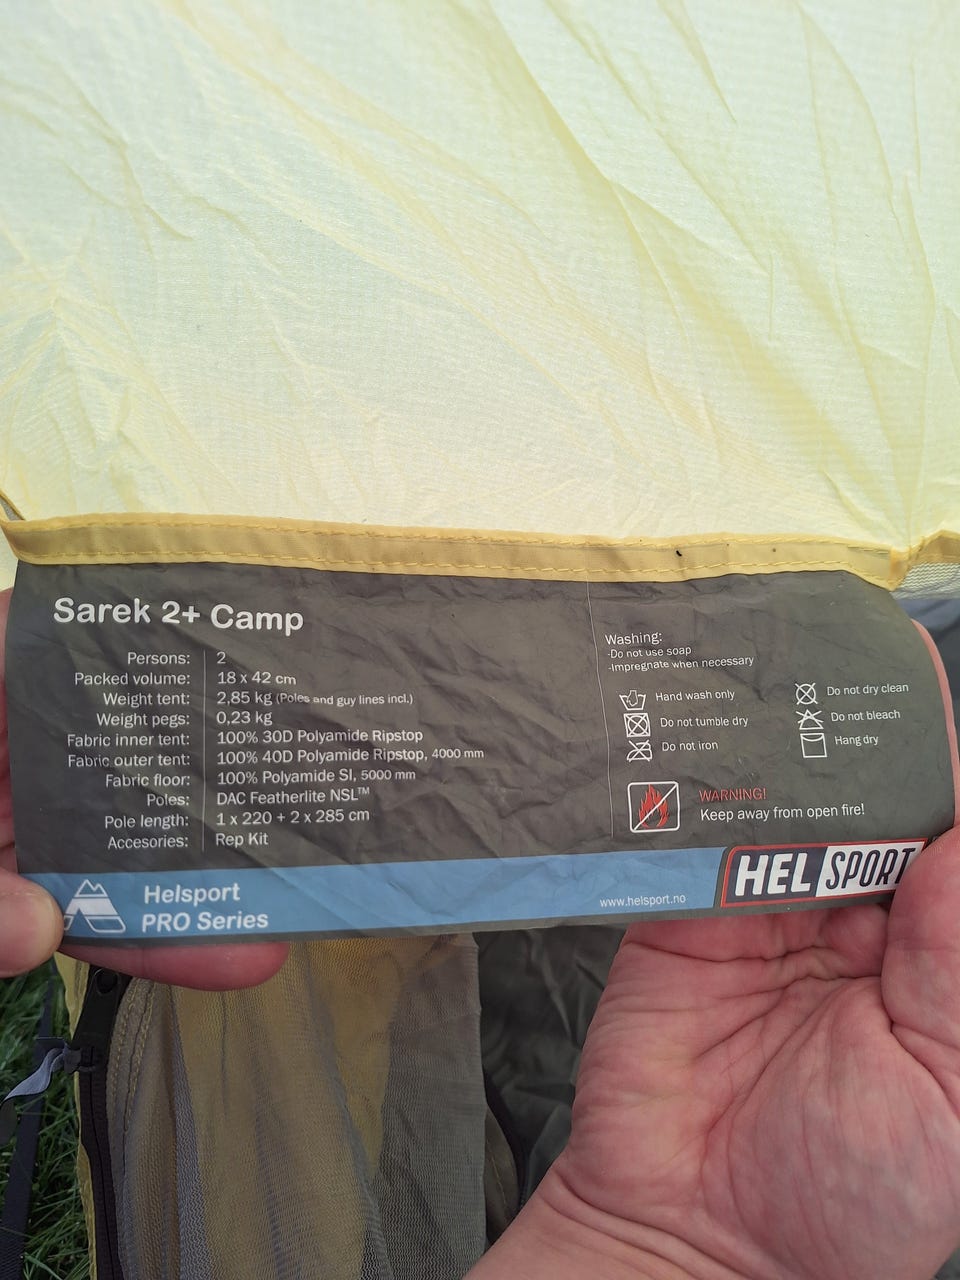 Sarek 2+ Camp
Persons: 2
Packed volume: 18 x 42 cm
Weight tent: 2,85 kg (Poles and guy lines incl.)
Weight pegs: 0,23 kg
Fabric inner tent: 100% 30D Polyamide Ripstop
Fabric outer tent: 100% 40D Polyamide Ripstop, 4000 mm
Fabric floor: 100% Polyamide SI, 5000 mm
Poles: DAC Featherlite NSL™
Pole length: 1 x 220 + 2 x 285 cm
Accesories: Rep Kit
Washing:
-Do not use soap
-Impregnate when necessary
Hand wash only
Do not tumble dry
Do not iron
Do not dry clean
Do not bleach
Hang dry
WARNING!
Keep away from open fire!
Helsport
PRO Series
www.helsport.no
HELSPORT